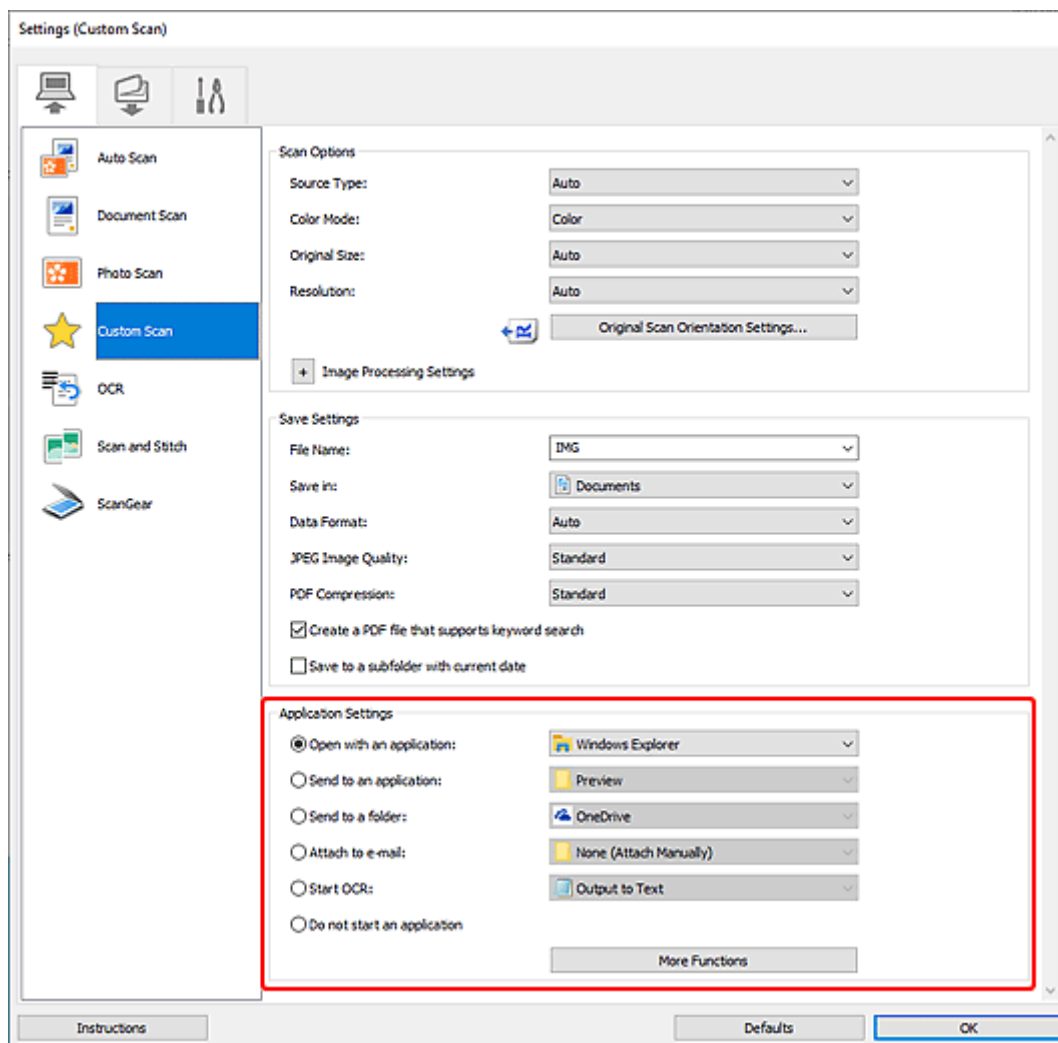 Settings (Custom Scan)
Auto Scan
Document Scan
Photo Scan
Custom Scan
OCR
Scan and Stitch
ScanGear
Scan Options
Source Type: Auto
Color Mode: Color
Original Size: Auto
Resolution: Auto
Original Scan Orientation Settings...
+ Image Processing Settings
Save Settings
File Name: IMG
Save in: Documents
Data Format: Auto
JPEG Image Quality: Standard
PDF Compression: Standard
Create a PDF file that supports keyword search
Save to a subfolder with current date
Application Settings
Open with an application: Windows Explorer
Send to an application: Preview
Send to a folder: OneDrive
Attach to e-mail: None (Attach Manually)
Start OCR: Output to Text
Do not start an application
More Functions
Instructions Defaults OK